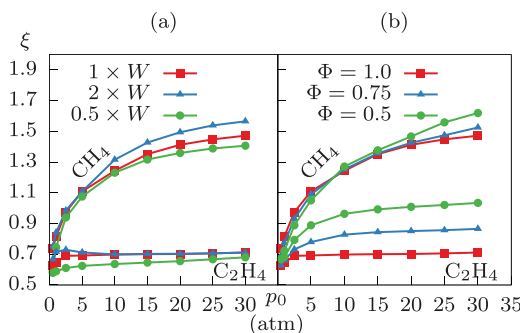 (a) (b)
ξ
1.9
1.7
1.5
1.3
1.1
0.9
0.7
0.5
1 × W
2 × W
0.5 × W
CH₄
C₂H₄
Φ = 1.0
Φ = 0.75
Φ = 0.5
CH₄
C₂H₄
0 5 10 15 20 25 30 p₀ 5 10 15 20 25 30 35
(atm)